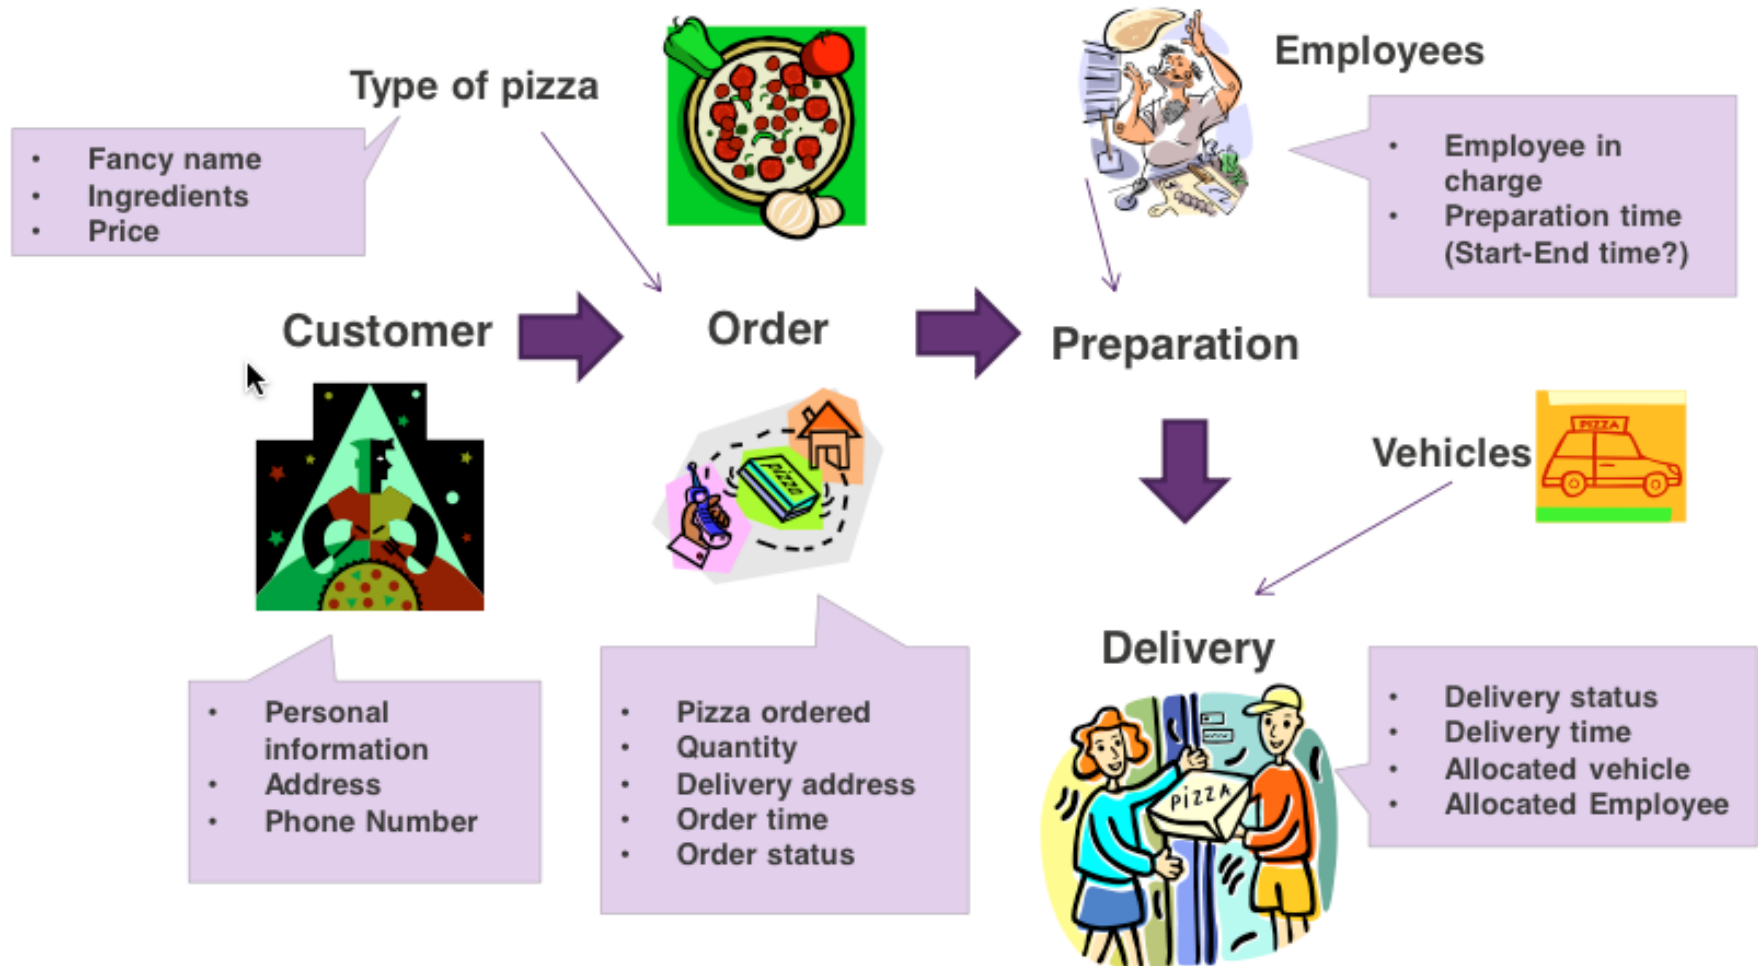 Type of pizza
• Fancy name
• Ingredients
• Price
Employees
• Employee in
charge
• Preparation time
(Start-End time?)
Customer
Order
Preparation
Vehicles
PIZZA
pizza
• Personal
information
• Address
• Phone Number
• Pizza ordered
• Quantity
• Delivery address
• Order time
• Order status
Delivery
PIZZA
• Delivery status
• Delivery time
• Allocated vehicle
• Allocated Employee